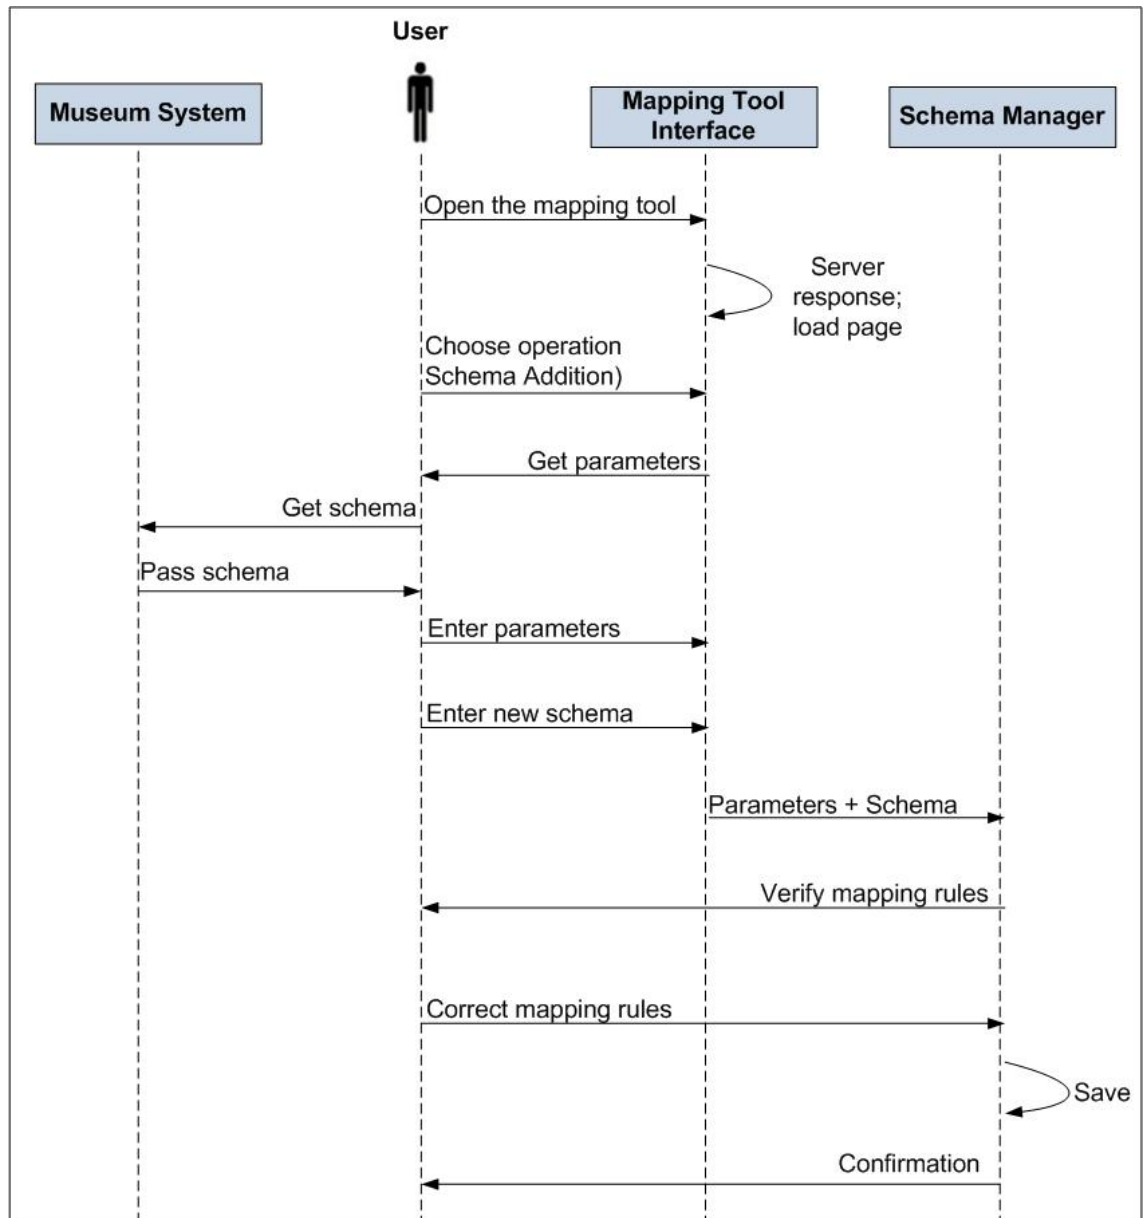 User
Museum System
Mapping Tool
Interface
Schema Manager
Open the mapping tool
Server
response;
load page
Choose operation
Schema Addition)
Get parameters
Get schema
Pass schema
Enter parameters
Enter new schema
Parameters + Schema
Verify mapping rules
Correct mapping rules
Save
Confirmation